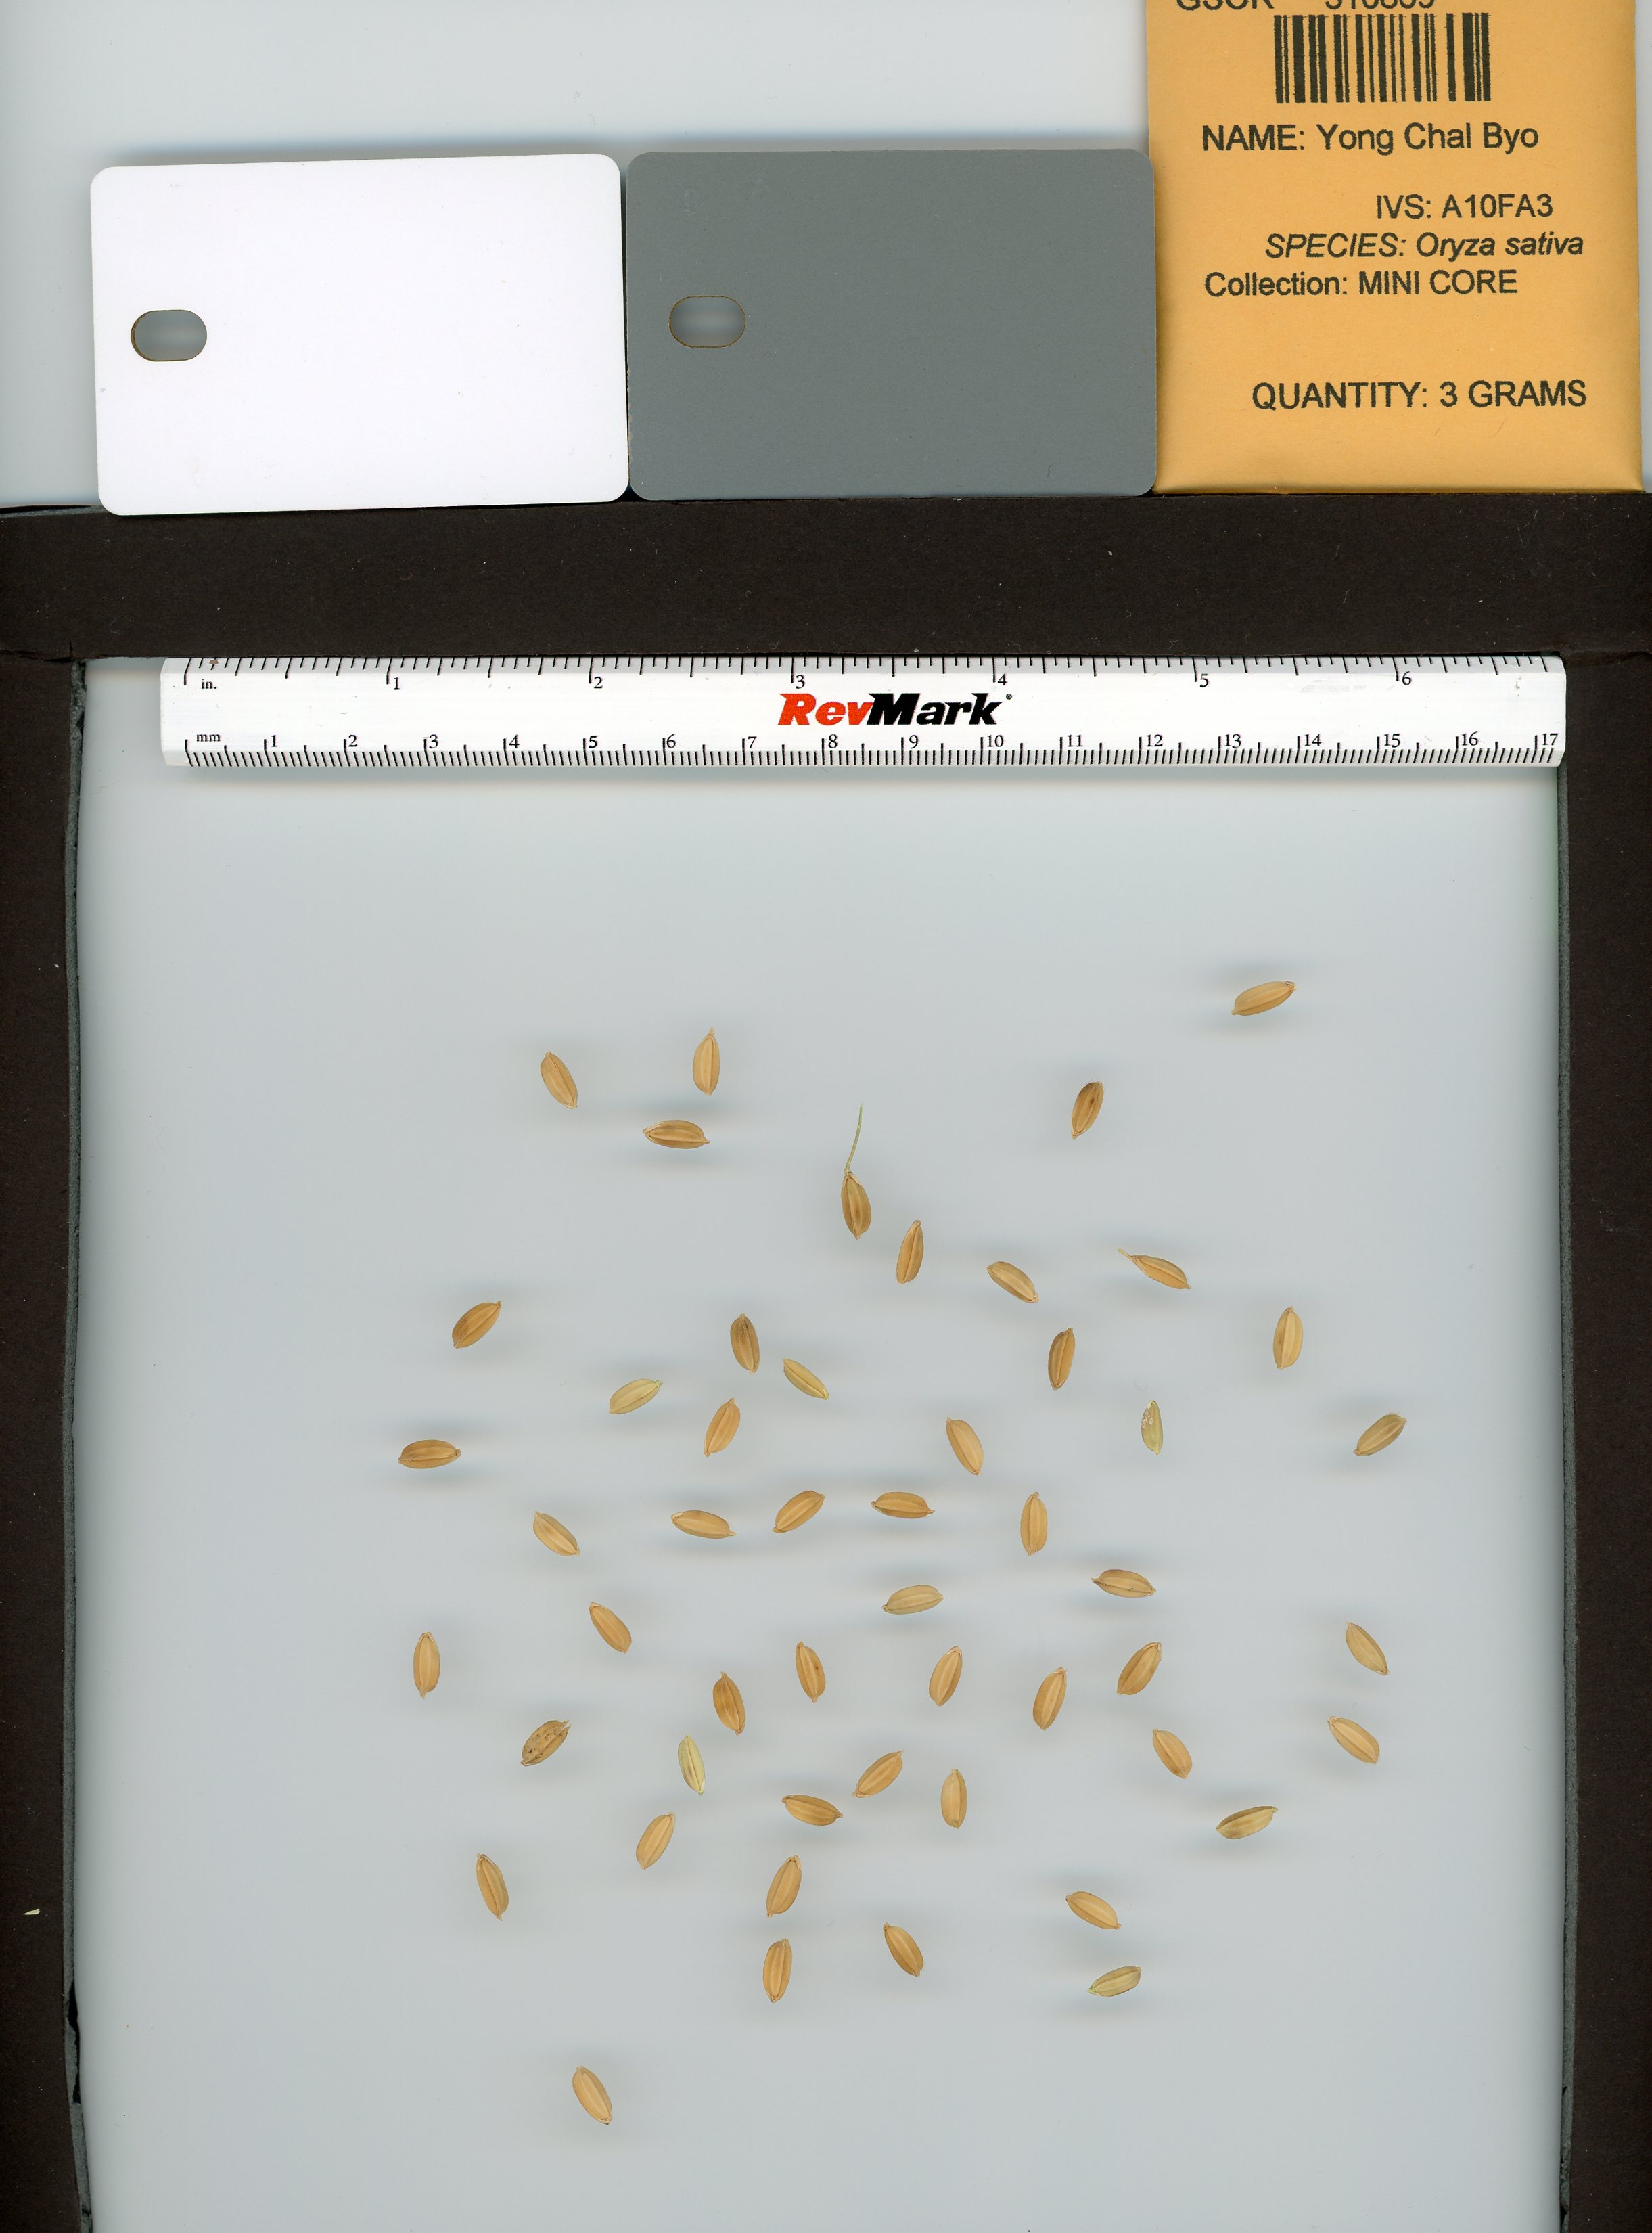 GSOR 310869
NAME: Yong Chal Byo
IVS: A10FA3
SPECIES: Oryza sativa
Collection: MINI CORE
QUANTITY: 3 GRAMS
in. 1 2 3 4 5 6
RevMark
mm 1 2 3 4 5 6 7 8 9 10 11 12 13 14 15 16 17